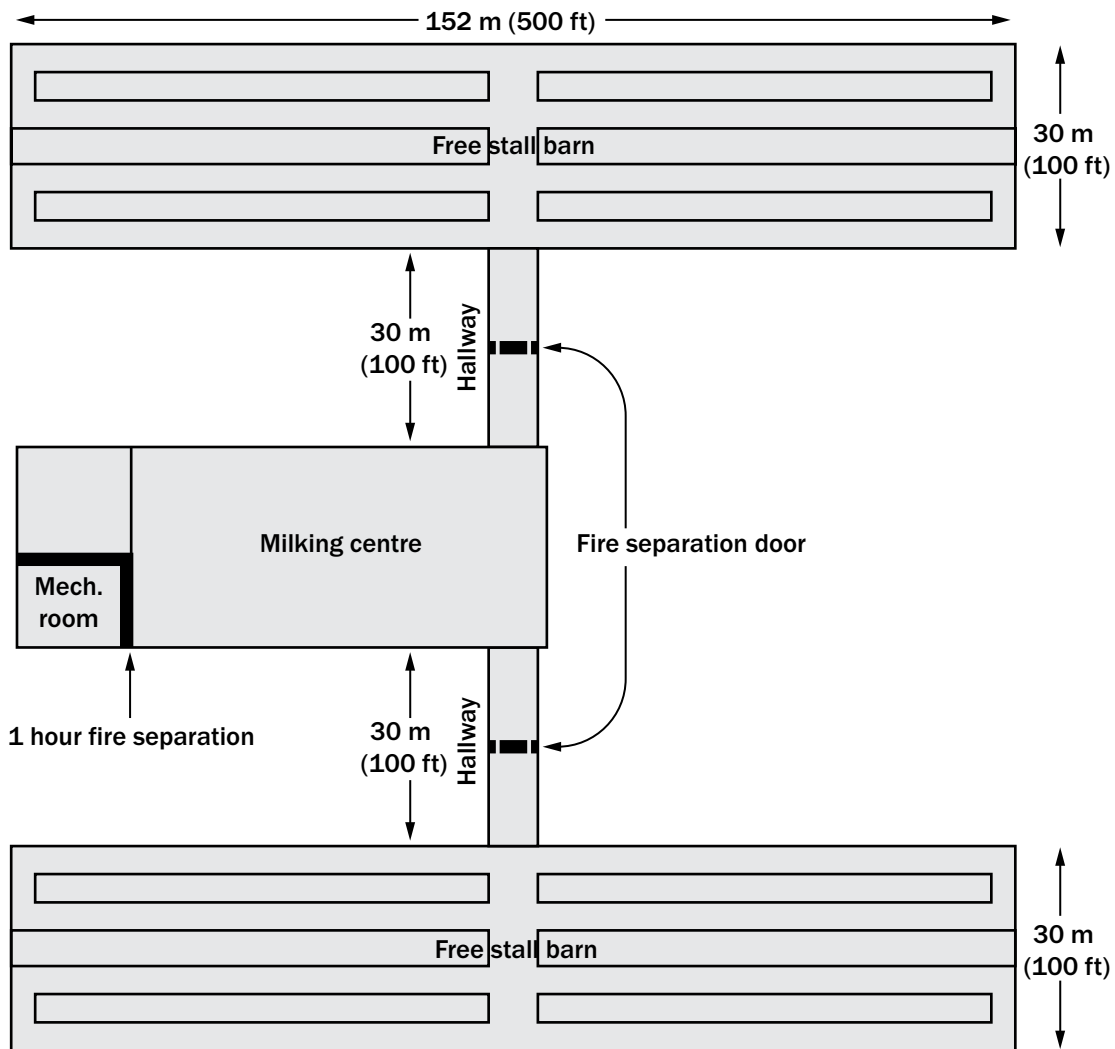 152 m (500 ft)
Free stall barn
30 m
(100 ft)
30 m
(100 ft)
Hallway
Milking centre
Fire separation door
Mech.
room
1 hour fire separation
30 m
(100 ft)
Hallway
Free stall barn
30 m
(100 ft)